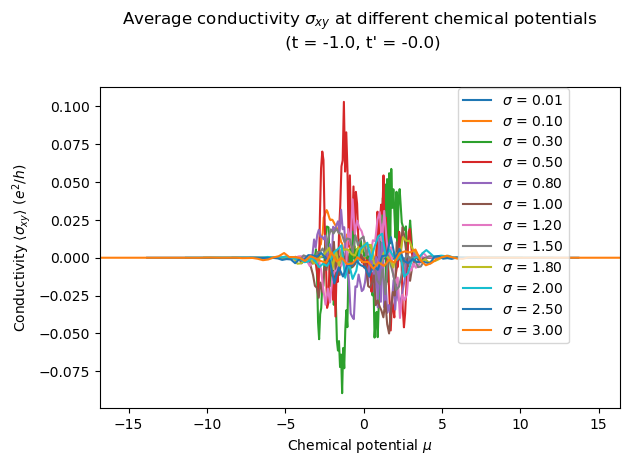 Average conductivity σxy at different chemical potentials
(t = -1.0, t' = -0.0)
0.100
0.075
0.050
0.025
0.000
−0.025
−0.050
−0.075
Conductivity ⟨σxy⟩ (e²/h)
−15
−10
−5
0
5
10
15
Chemical potential μ
σ = 0.01
σ = 0.10
σ = 0.30
σ = 0.50
σ = 0.80
σ = 1.00
σ = 1.20
σ = 1.50
σ = 1.80
σ = 2.00
σ = 2.50
σ = 3.00